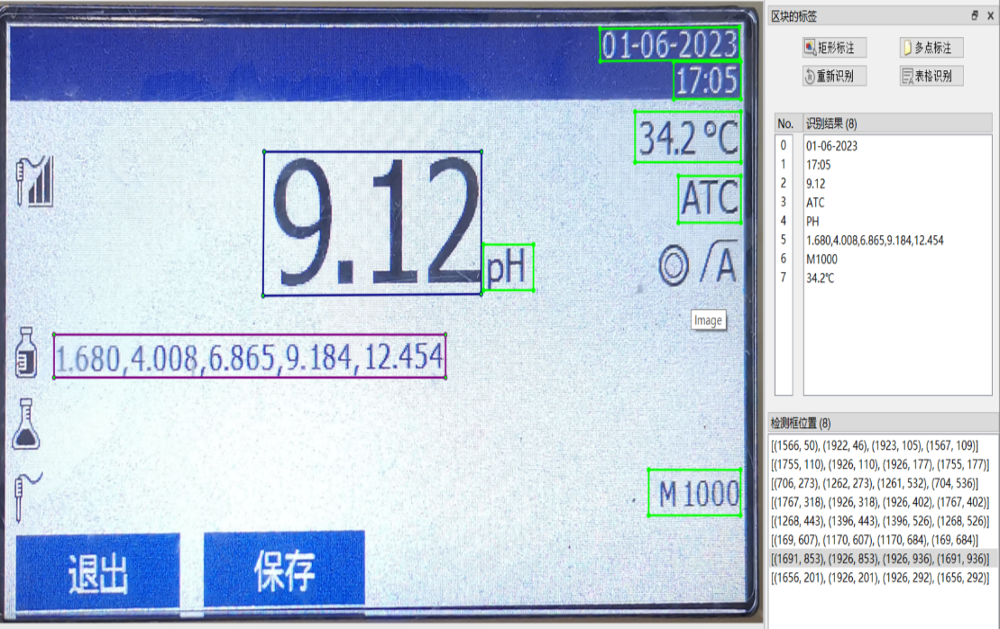 01-06-2023
17:05
34.2℃
9.12
pH
ATC
A
Image
1.680,4.008,6.865,9.184,12.454
M1000
退出
保存
区块的标签
矩形标注
多点标注
重新识别
表格识别
No. 识别结果 (8)
0 01-06-2023
1 17:05
2 9.12
3 ATC
4 PH
5 1.680,4.008,6.865,9.184,12.454
6 M1000
7 34.2℃
检测框位置 (8)
[(1566, 50), (1922, 46), (1923, 105), (1567, 109)]
[(1755, 110), (1926, 110), (1926, 177), (1755, 177)]
[(706, 273), (1262, 273), (1261, 532), (704, 536)]
[(1767, 318), (1926, 318), (1926, 402), (1767, 402)]
[(1268, 443), (1396, 443), (1396, 526), (1268, 526)]
[(169, 607), (1170, 607), (1170, 684), (169, 684)]
[(1691, 853), (1926, 853), (1926, 936), (1691, 936)]
[(1656, 201), (1926, 201), (1926, 292), (1656, 292)]